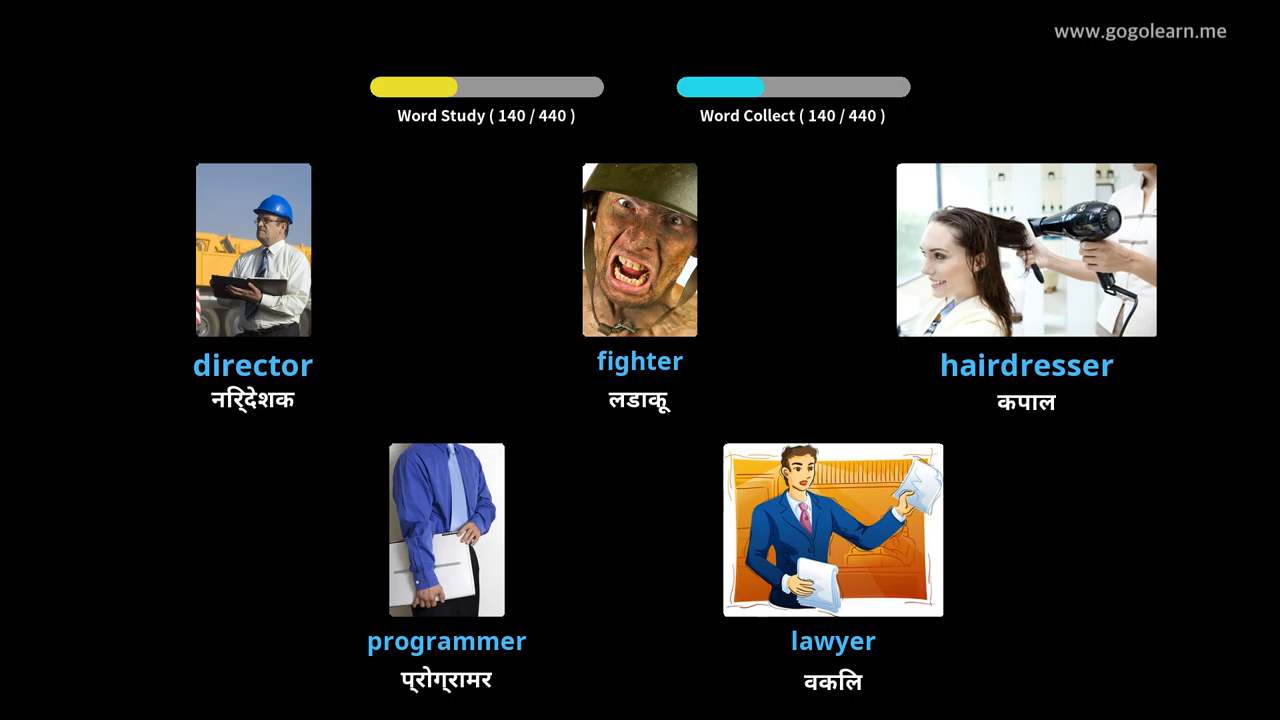 www.gogolearn.me
Word Study ( 140 / 440 )
Word Collect ( 140 / 440 )
director
fighter
hairdresser
नरि्देशक
लडाकू
कपाल
programmer
lawyer
प्रोग्रामर
वकलि